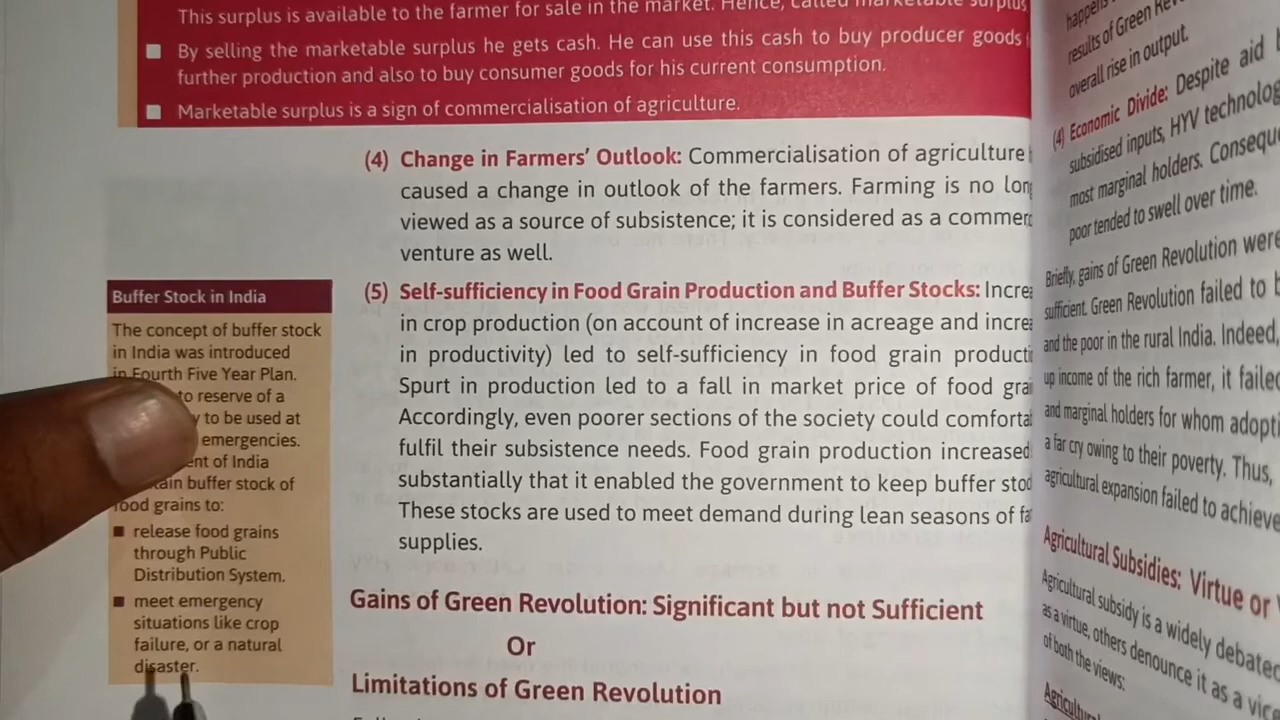 This surplus is available to the farmer for sale in the market. Hence, called marketable surplus
By selling the marketable surplus he gets cash. He can use this cash to buy producer goods
further production and also to buy consumer goods for his current consumption.
Marketable surplus is a sign of commercialisation of agriculture.
(4) Change in Farmers' Outlook: Commercialisation of agriculture
caused a change in outlook of the farmers. Farming is no
viewed as a source of subsistence; it is considered as a
venture as well.
(5) Self-sufficiency in Food Grain Production and Buffer Stocks:
in crop production (on account of increase in acreage and
in productivity) led to self-sufficiency in food grain
Spurt in production led to a fall in market price of food
Accordingly, even poorer sections of the society could
fulfil their subsistence needs. Food grain production increased
substantially that it enabled the government to keep buffer
These stocks are used to meet demand during lean seasons of
supplies.
Gains of Green Revolution: Significant but not Sufficient
Or
Limitations of Green Revolution
Buffer Stock in India
The concept of buffer stock
in India was introduced
in Fourth Five Year Plan.
to reserve of a
to be used at
emergencies.
of India
buffer stock of
food grains to:
release food grains
through Public
Distribution System.
meet emergency
situations like crop
failure, or a natural
disaster.
happens
results of Green
overall rise in output.
(4) Economic Divide: Despite aid
subsidised inputs, HYV
most marginal holders.
poor tended to swell over time.
Briefly, gains of Green Revolution were
sufficient. Green Revolution failed to
and the poor in the rural India. Indeed,
up income of the rich farmer, it failed
and marginal holders for whom
a far cry owing to their poverty. Thus,
agricultural expansion failed to achieve
Agricultural Subsidies: Virtue or
Agricultural subsidy is a widely debated
as a virtue, others denounce it as a vice
of both the views: